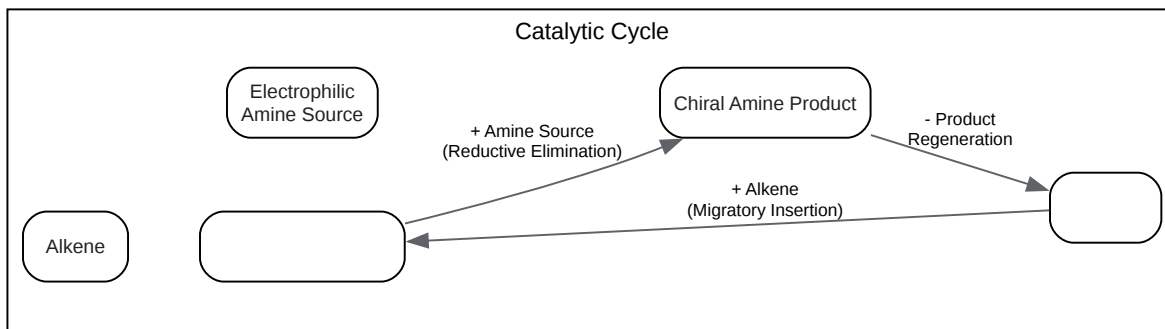 Catalytic Cycle
Electrophilic
Amine Source
Chiral Amine Product
+ Amine Source
(Reductive Elimination)
- Product
Regeneration
+ Alkene
(Migratory Insertion)
Alkene